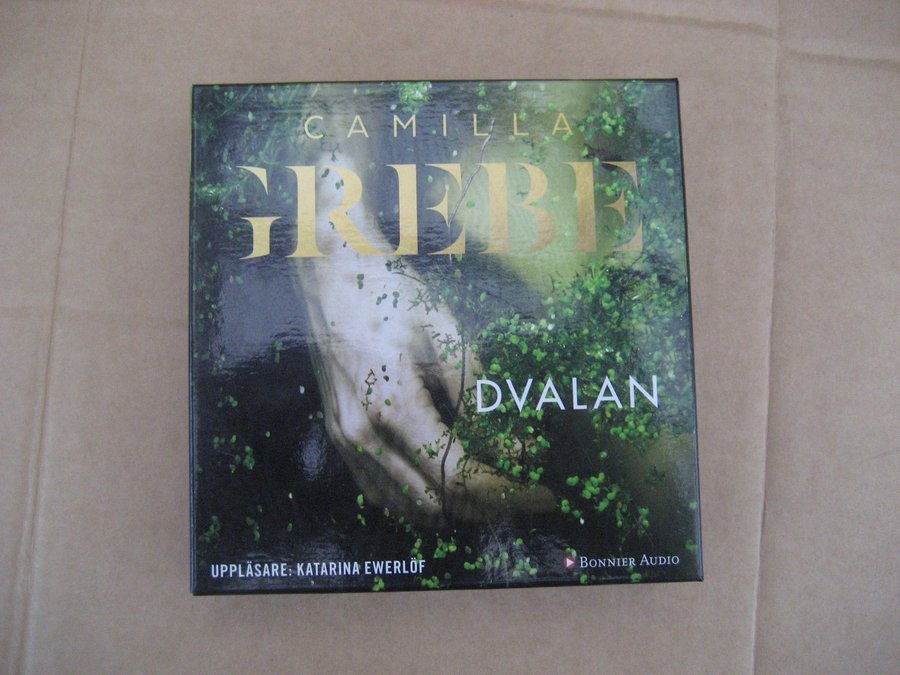 CAMILLA
GREBE
DVALAN
UPPLÄSARE: KATARINA EWERLÖF
BONNIER AUDIO